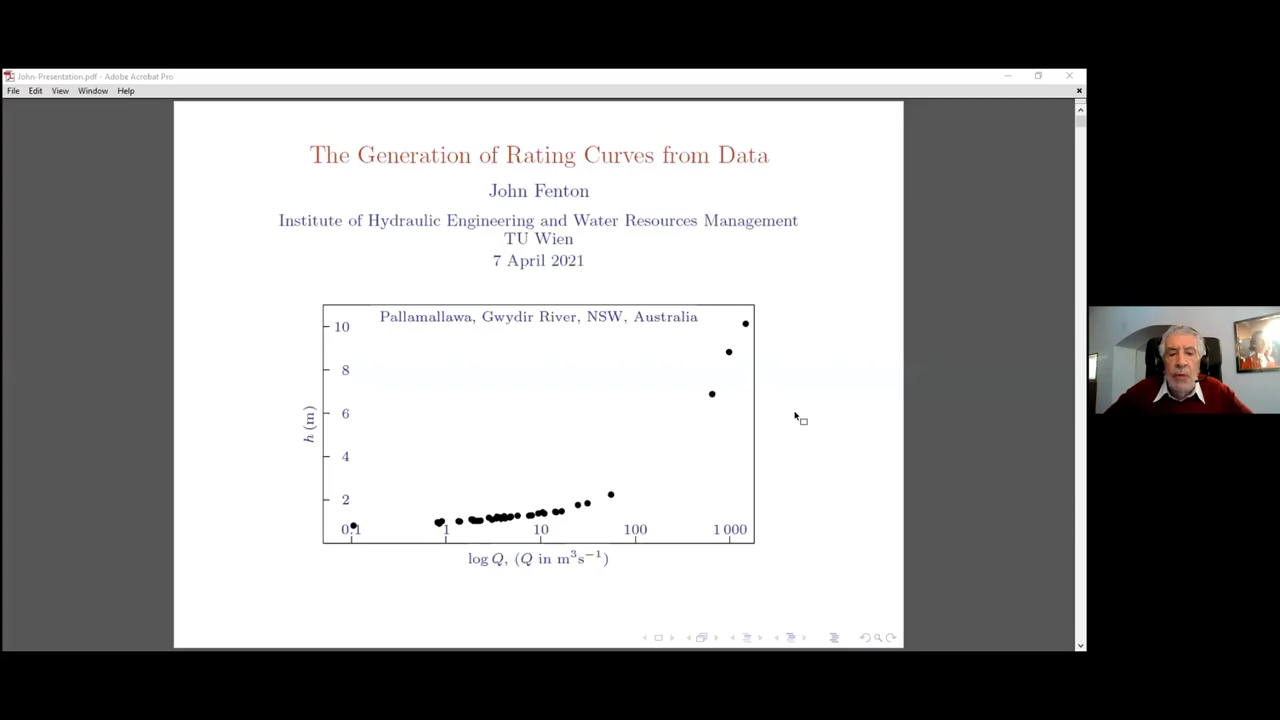 John-Presentation.pdf - Adobe Acrobat Pro
File Edit View Window Help
The Generation of Rating Curves from Data
John Fenton
Institute of Hydraulic Engineering and Water Resources Management
TU Wien
7 April 2021
Pallamallawa, Gwydir River, NSW, Australia
10
8
6
4
2
h (m)
0.1 1 10 100 1 000
log Q, (Q in m³s⁻¹)